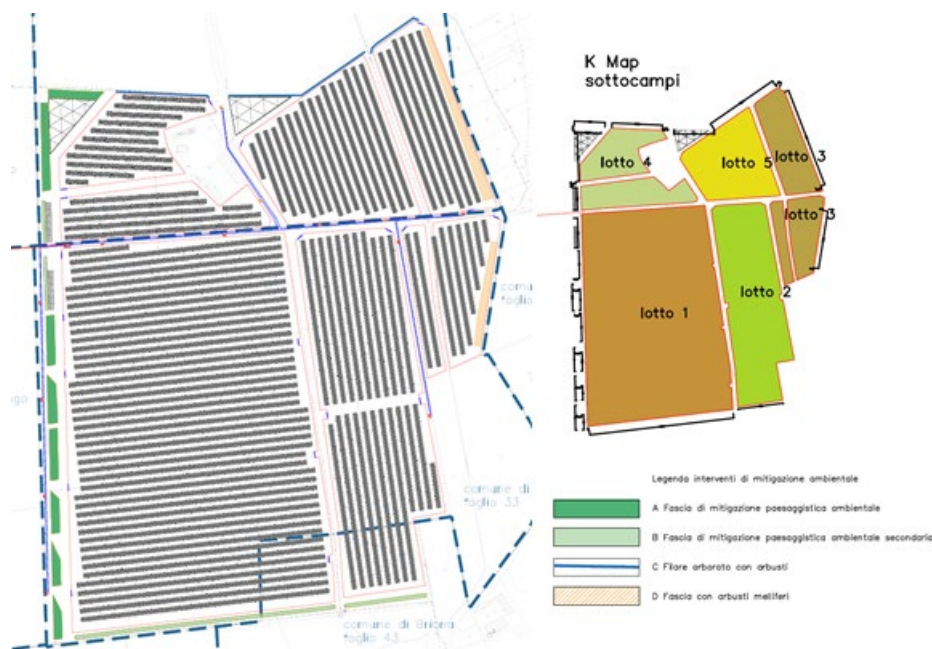 K Map
sottocampi
lotto 4
lotto 5
lotto 3
lotto 3
lotto 2
lotto 1
comune di
foglio 33
comune di Briona
foglio 43
Legenda interventi di mitigazione ambientale
A Fascia di mitigazione paesaggistica ambientale
B Fascia di mitigazione paesaggistica ambientale secondaria
C Filare arborato con arbusti
D Fascia con arbusti melliferi